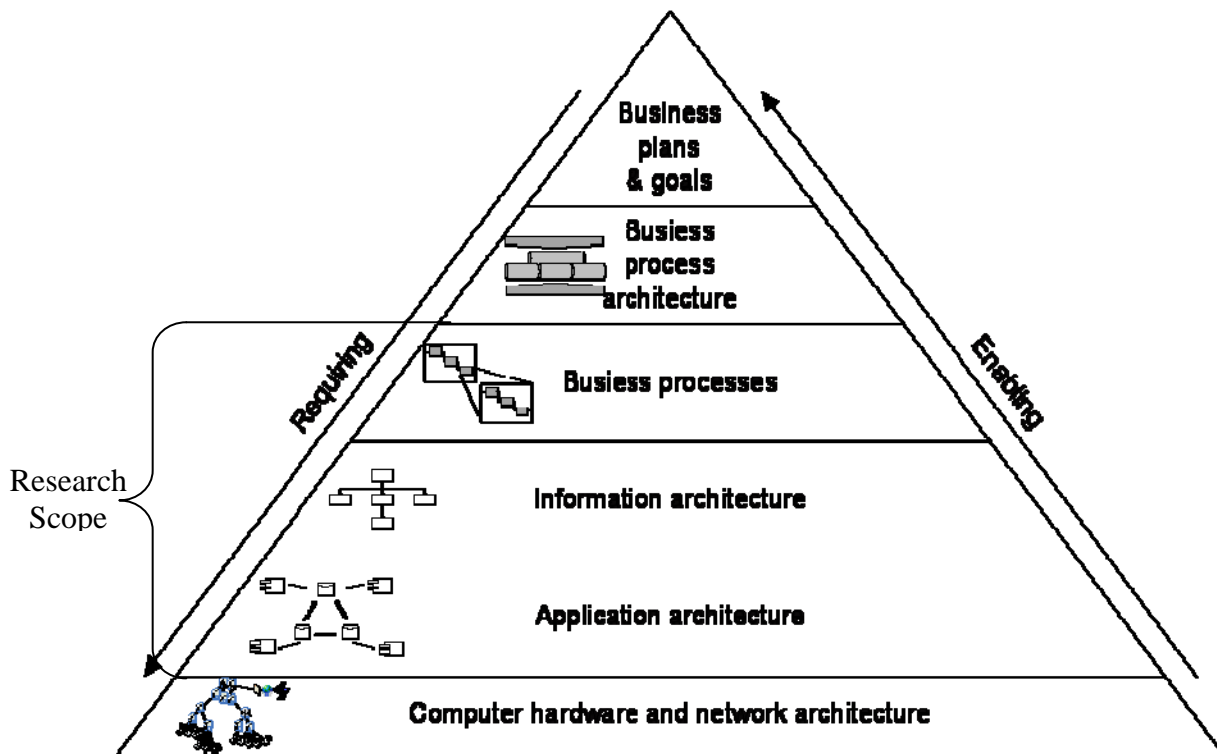 Business
plans
& goals
Busiess
process
architecture
Requiring
Enabling
Busiess processes
Research
Scope
Information architecture
Application architecture
Computer hardware and network architecture